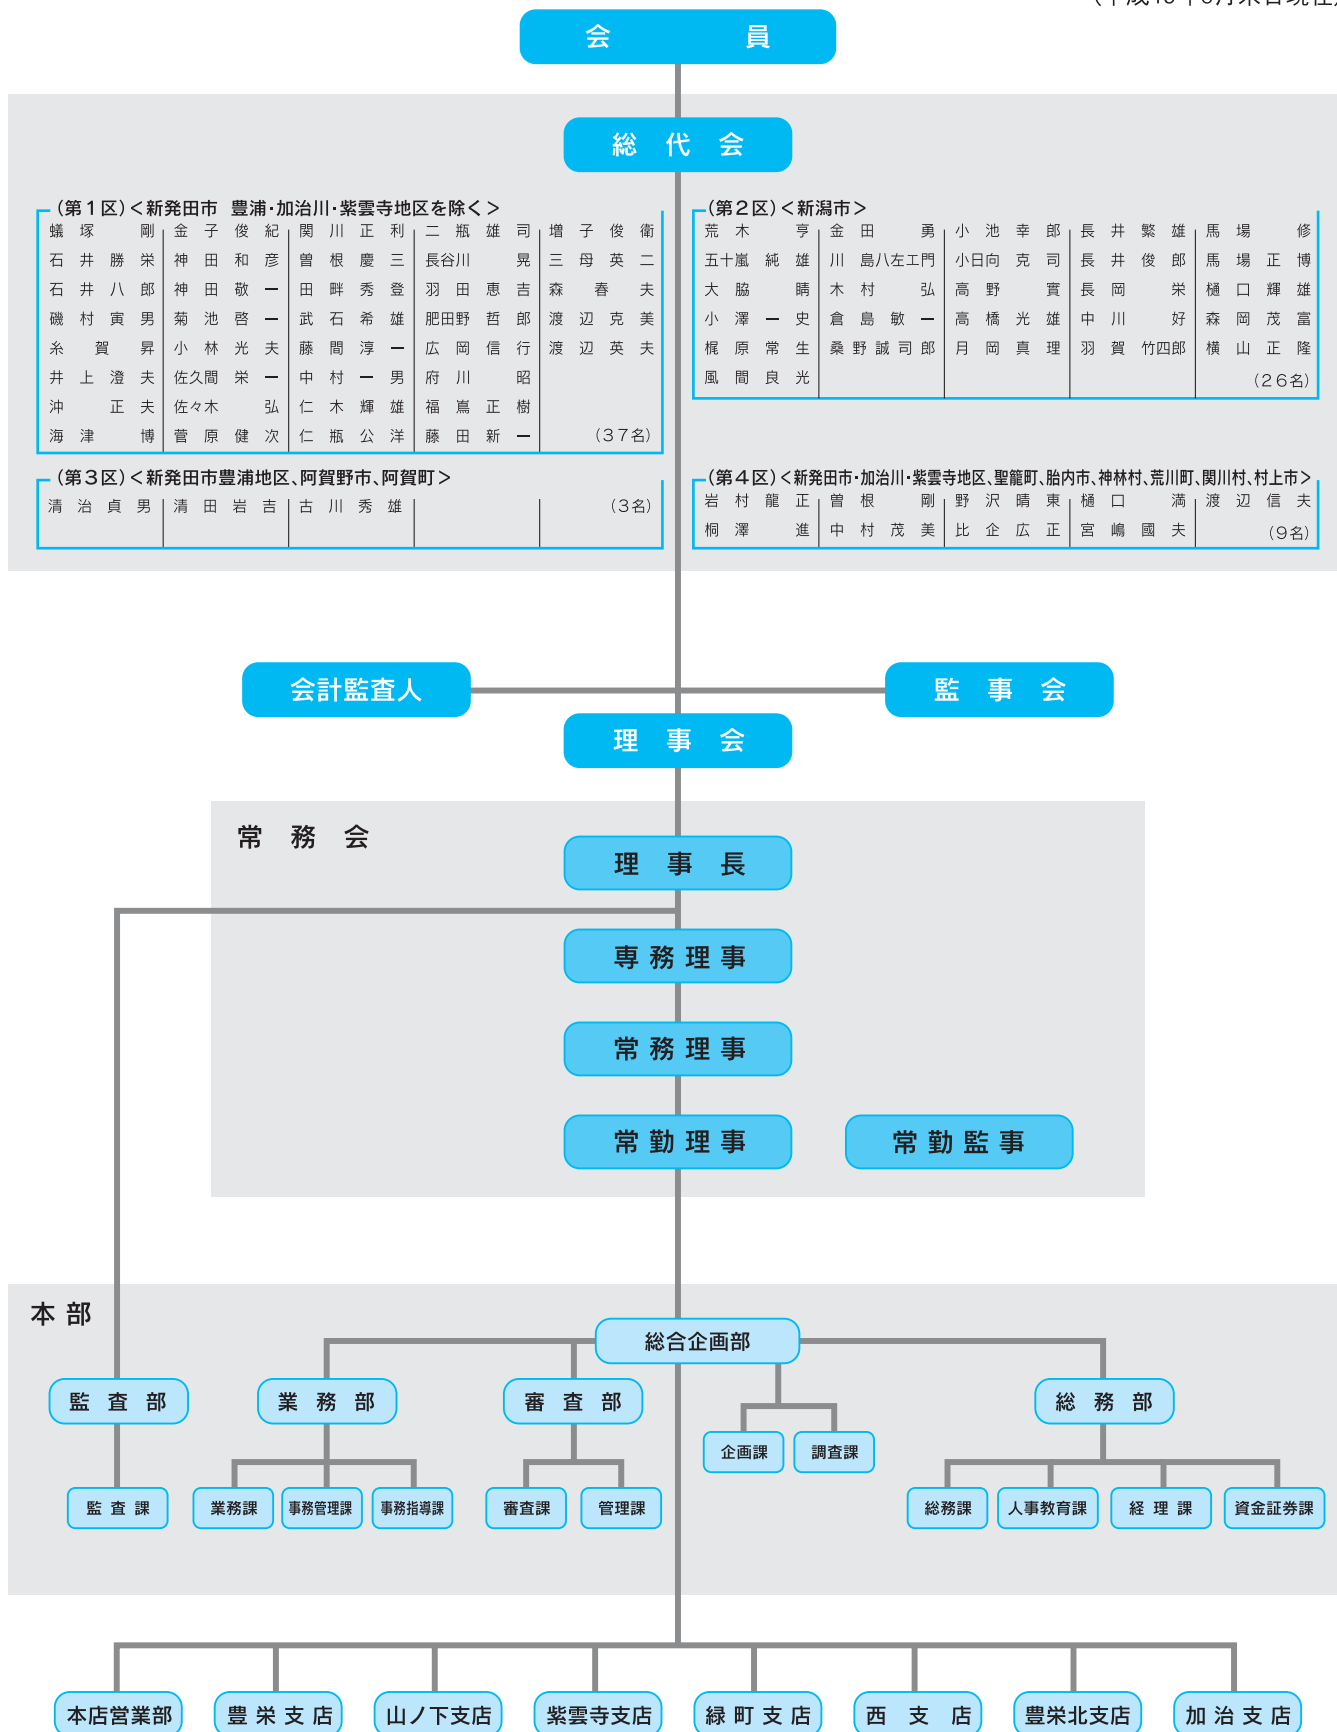 会員
総代会
(第1区)<新発田市 豊浦・加治川・紫雲寺地区を除く>
蟻塚剛 金子俊紀 関川正利 二瓶雄司 増子俊衛
石井勝栄 神田和彦 曽根慶三 長谷川晃 三母英二
石井八郎 神田敬一 田畔秀登 羽田恵吉 森春夫
磯村寅男 菊池啓一 武石希雄 肥田野哲郎 渡辺克美
糸賀昇 小林光夫 藤間淳一 広岡信行 渡辺英夫
井上澄夫 佐久間栄一 中村一男 府川昭
沖正夫 佐々木弘 仁木輝雄 福嶌正樹
海津博 菅原健次 仁瓶公洋 藤田新一 (37名)
(第2区)<新潟市>
荒木亨 金田勇 小池幸郎 長井繁雄 馬場修
五十嵐純雄 川島八左エ門 小日向克司 長井俊郎 馬場正博
大脇睛 木村弘 高野實 長岡栄 樋口輝雄
小澤一史 倉島敏一 高橋光雄 中川好 森岡茂富
梶原常生 桑野誠司郎 月岡真理 羽賀竹四郎 横山正隆
風間良光 (26名)
(第3区)<新発田市豊浦地区、阿賀野市、阿賀町>
清治貞男 清田岩吉 古川秀雄 (3名)
(第4区)<新発田市・加治川・紫雲寺地区、聖籠町、胎内市、神林村、荒川町、関川村、村上市>
岩村龍正 曽根剛 野沢晴東 樋口満 渡辺信夫
桐澤進 中村茂美 比企広正 宮嶋國夫 (9名)
会計監査人 監事会
理事会
常務会
理事長
専務理事
常務理事
常勤理事 常勤監事
本部
総合企画部
監査部 業務部 審査部 総務部
企画課 調査課
監査課 業務課 事務管理課 事務指導課 審査課 管理課 総務課 人事教育課 経理課 資金証券課
本店営業部 豊栄支店 山ノ下支店 紫雲寺支店 緑町支店 西支店 豊栄北支店 加治支店